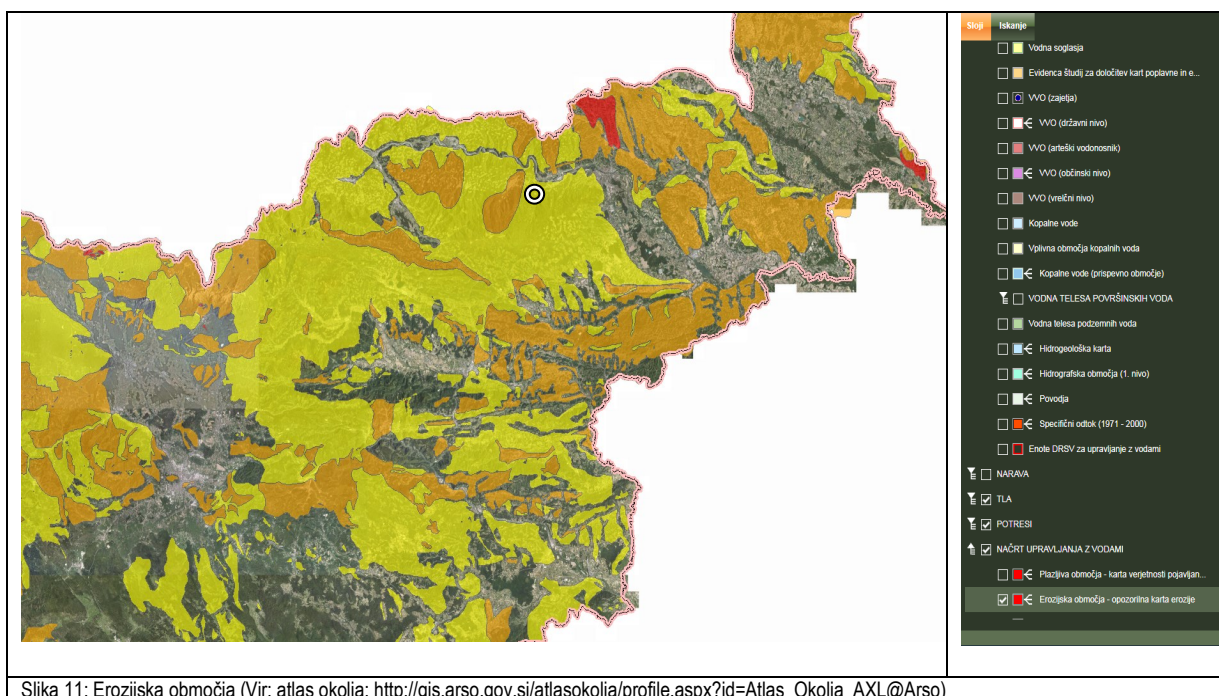 Sloji Iskanje
Vodna soglasja
Evidenca študij za določitev kart poplavne in e...
VVO (zajetja)
VVO (državni nivo)
VVO (arteški vodonosnik)
VVO (občinski nivo)
VVO (vrelčni nivo)
Kopalne vode
Vplivna območja kopalnih voda
Kopalne vode (prispevno območje)
VODNA TELESA POVRŠINSKIH VODA
Vodna telesa podzemnih voda
Hidrogeološka karta
Hidrografska območja (1. nivo)
Povodja
Specifični odtok (1971 - 2000)
Enote DRSV za upravljanje z vodami
NARAVA
TLA
POTRESI
NAČRT UPRAVLJANJA Z VODAMI
Plazljiva območja - karta verjetnosti pojavljan...
Erozijska območja - opozorilna karta erozije
Slika 11: Erozijska območja (Vir: atlas okolja: http://gis.arso.gov.si/atlasokolja/profile.aspx?id=Atlas_Okolja_AXL@Arso)